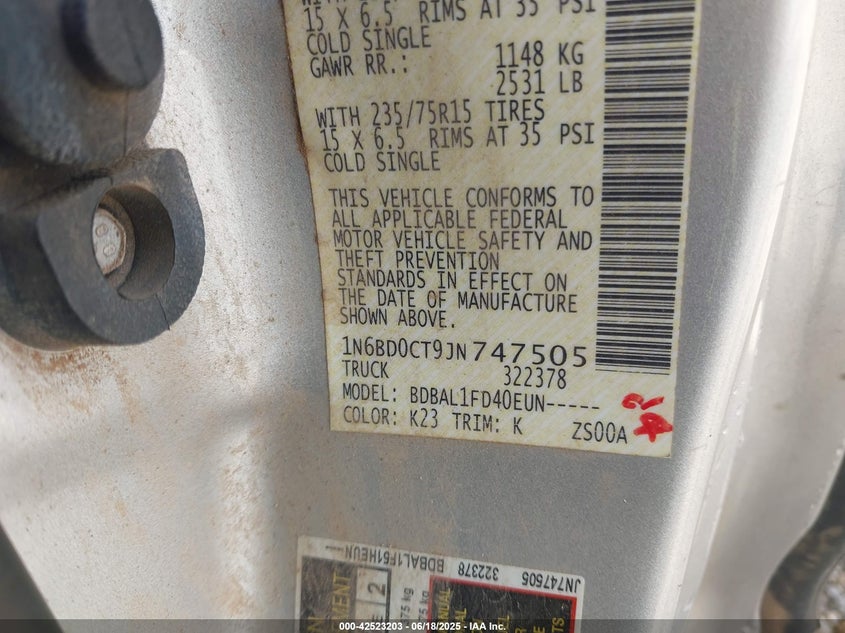 15 X 6.5 RIMS AT 35 PSI
COLD SINGLE
GAWR RR.: 1148 KG
2531 LB
WITH 235/75R15 TIRES
15 X 6.5 RIMS AT 35 PSI
COLD SINGLE
THIS VEHICLE CONFORMS TO
ALL APPLICABLE FEDERAL
MOTOR VEHICLE SAFETY AND
THEFT PREVENTION
STANDARDS IN EFFECT ON
THE DATE OF MANUFACTURE
SHOWN ABOVE.
1N6BD0CT9JN747505
TRUCK 322378
MODEL: BDBAL1FD40EUN-----
COLOR: K23 TRIM: K ZS00A
JN747505
322378
BDBAL1F51HEUN
2
000-42523203 - 06/18/2025 - IAA Inc.